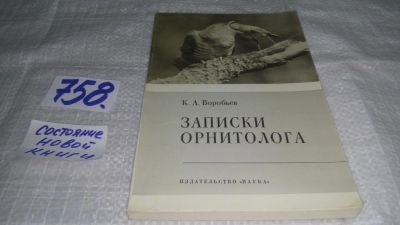 758.
СОСТОЯНИЕ
НОВОЙ
КНИГИ
К. А. Воробьев
ЗАПИСКИ
ОРНИТОЛОГА
ИЗДАТЕЛЬСТВО «НАУКА»